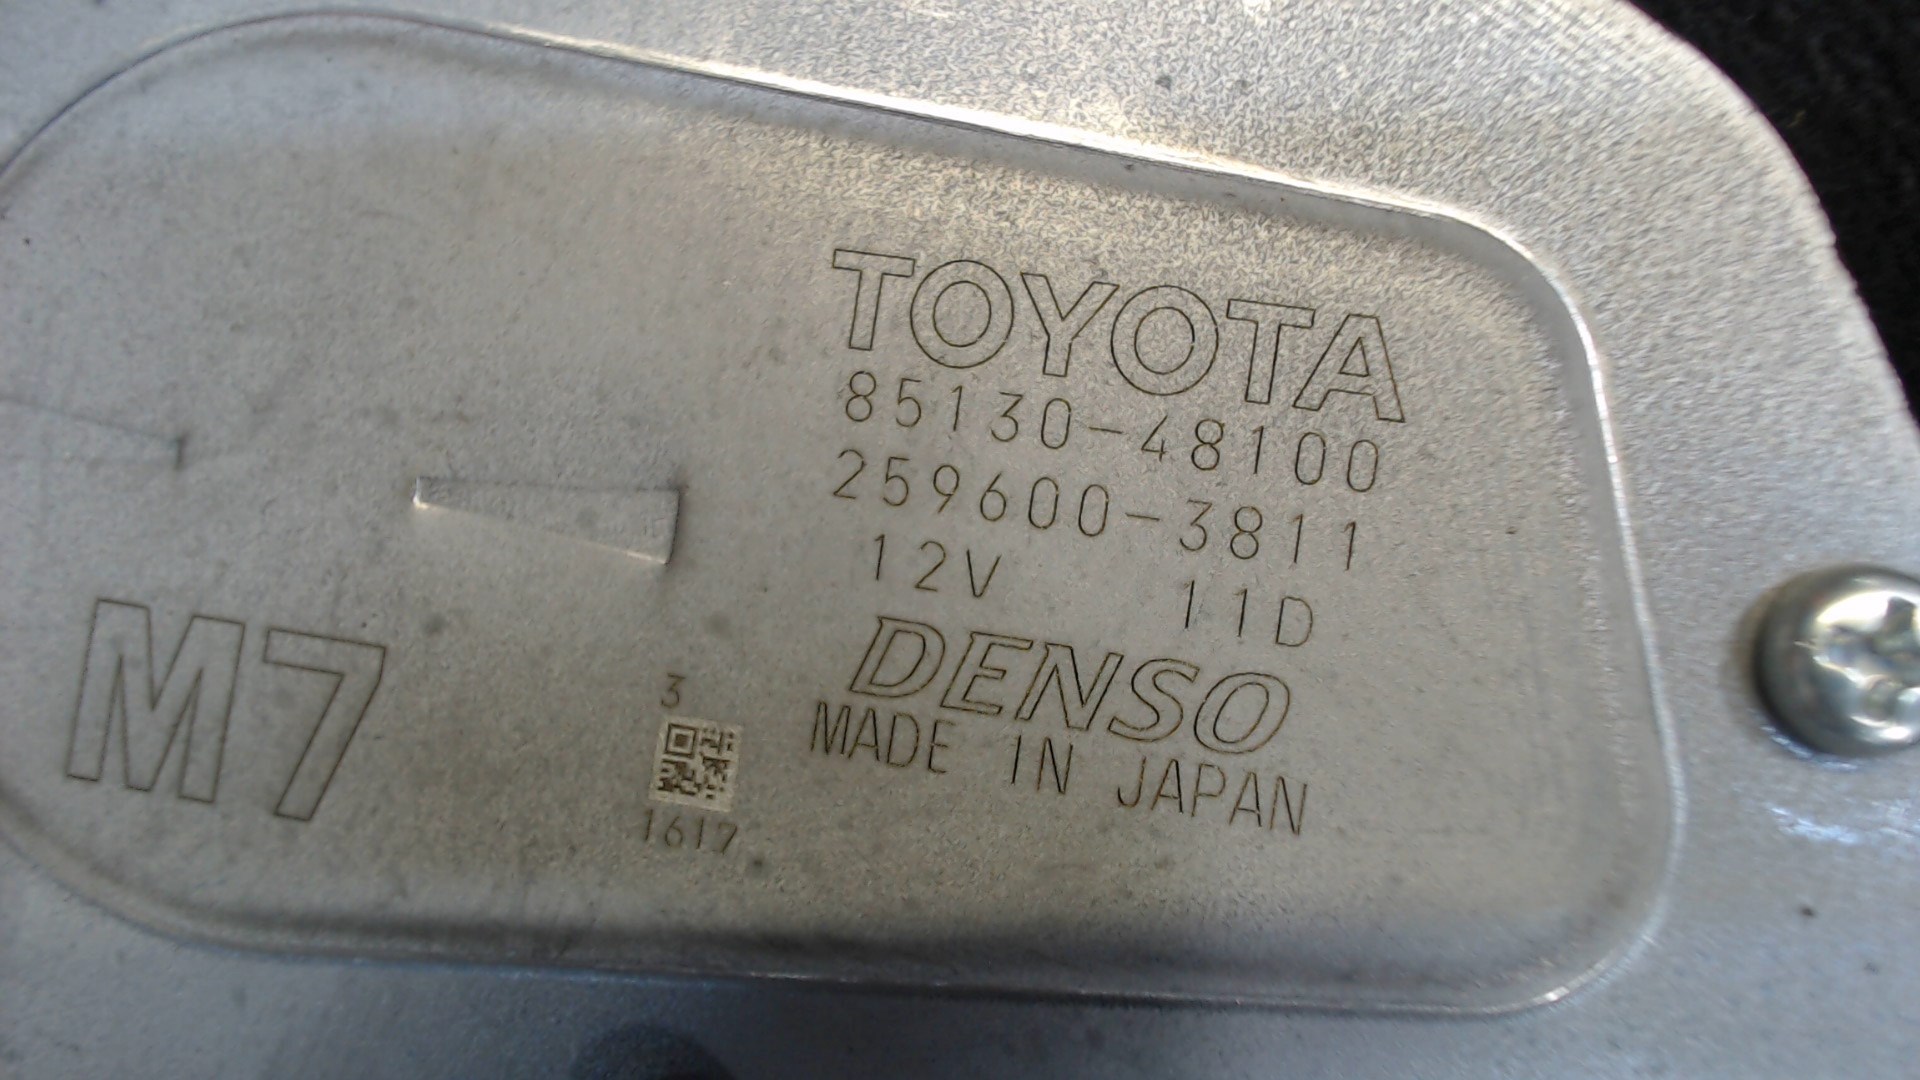 TOYOTA
85130-48100
259600-3811
12V 11D
DENSO
MADE IN JAPAN
M7
3
1617